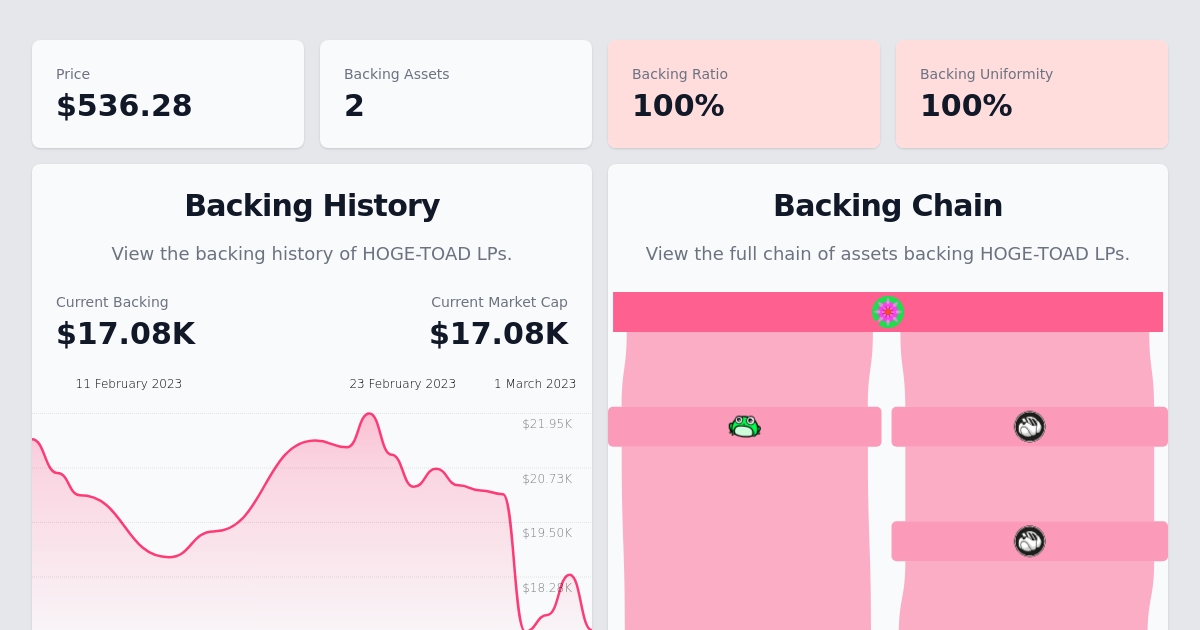 Price
$536.28
Backing Assets
2
Backing Ratio
100%
Backing Uniformity
100%
Backing History
View the backing history of HOGE-TOAD LPs.
Current Backing
$17.08K
Current Market Cap
$17.08K
11 February 2023
23 February 2023
1 March 2023
$21.95K
$20.73K
$19.50K
$18.28K
Backing Chain
View the full chain of assets backing HOGE-TOAD LPs.